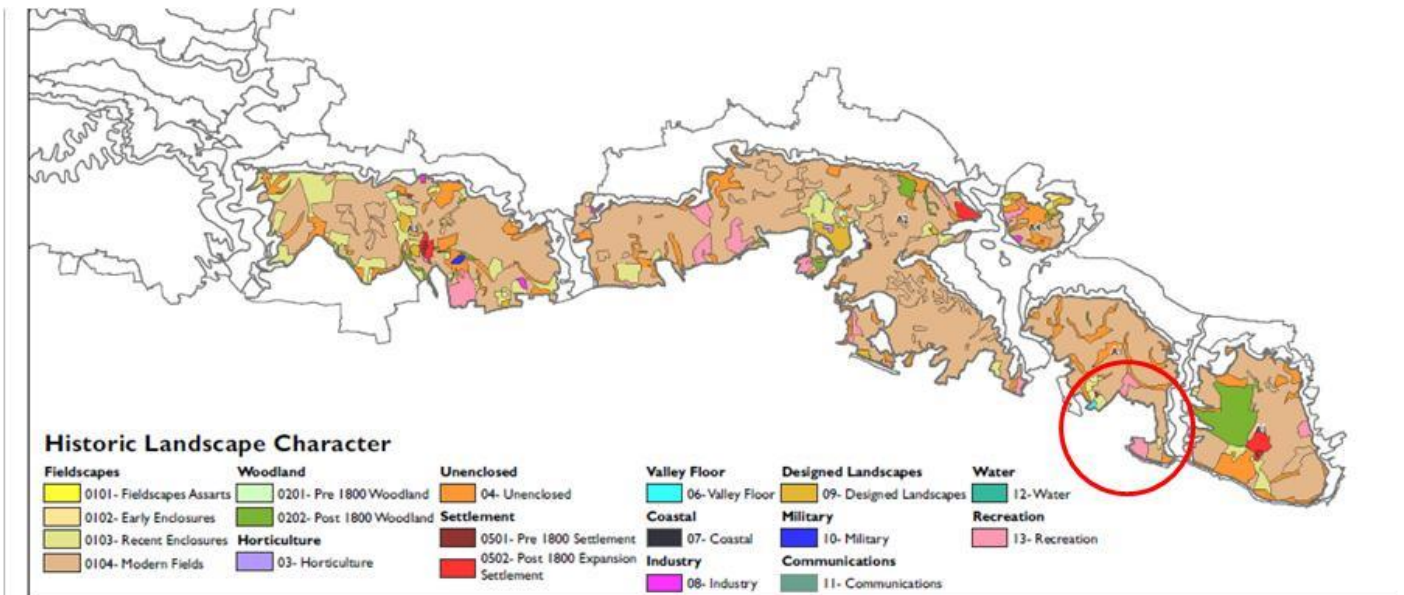 A2
A4
Historic Landscape Character
Fieldscapes
0101- Fieldscapes Assarts
0102- Early Enclosures
0103- Recent Enclosures
0104- Modern Fields
Woodland
0201- Pre 1800 Woodland
0202- Post 1800 Woodland
Horticulture
03- Horticulture
Unenclosed
04- Unenclosed
Settlement
0501- Pre 1800 Settlement
0502- Post 1800 Expansion
Settlement
Valley Floor
06- Valley Floor
Coastal
07- Coastal
Industry
08- Industry
Designed Landscapes
09- Designed Landscapes
Military
10- Military
Communications
11- Communications
Water
12- Water
Recreation
13- Recreation